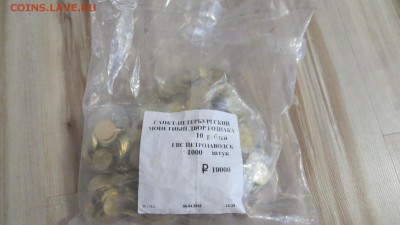 COINS.LAVE.RU
САНКТ-ПЕТЕРБУРГСКИЙ
МОНЕТНЫЙ ДВОР ГОЗНАКА
10 рублей
ГВС ПЕТРОЗАВОДСК
1000 штук
₽ 10000